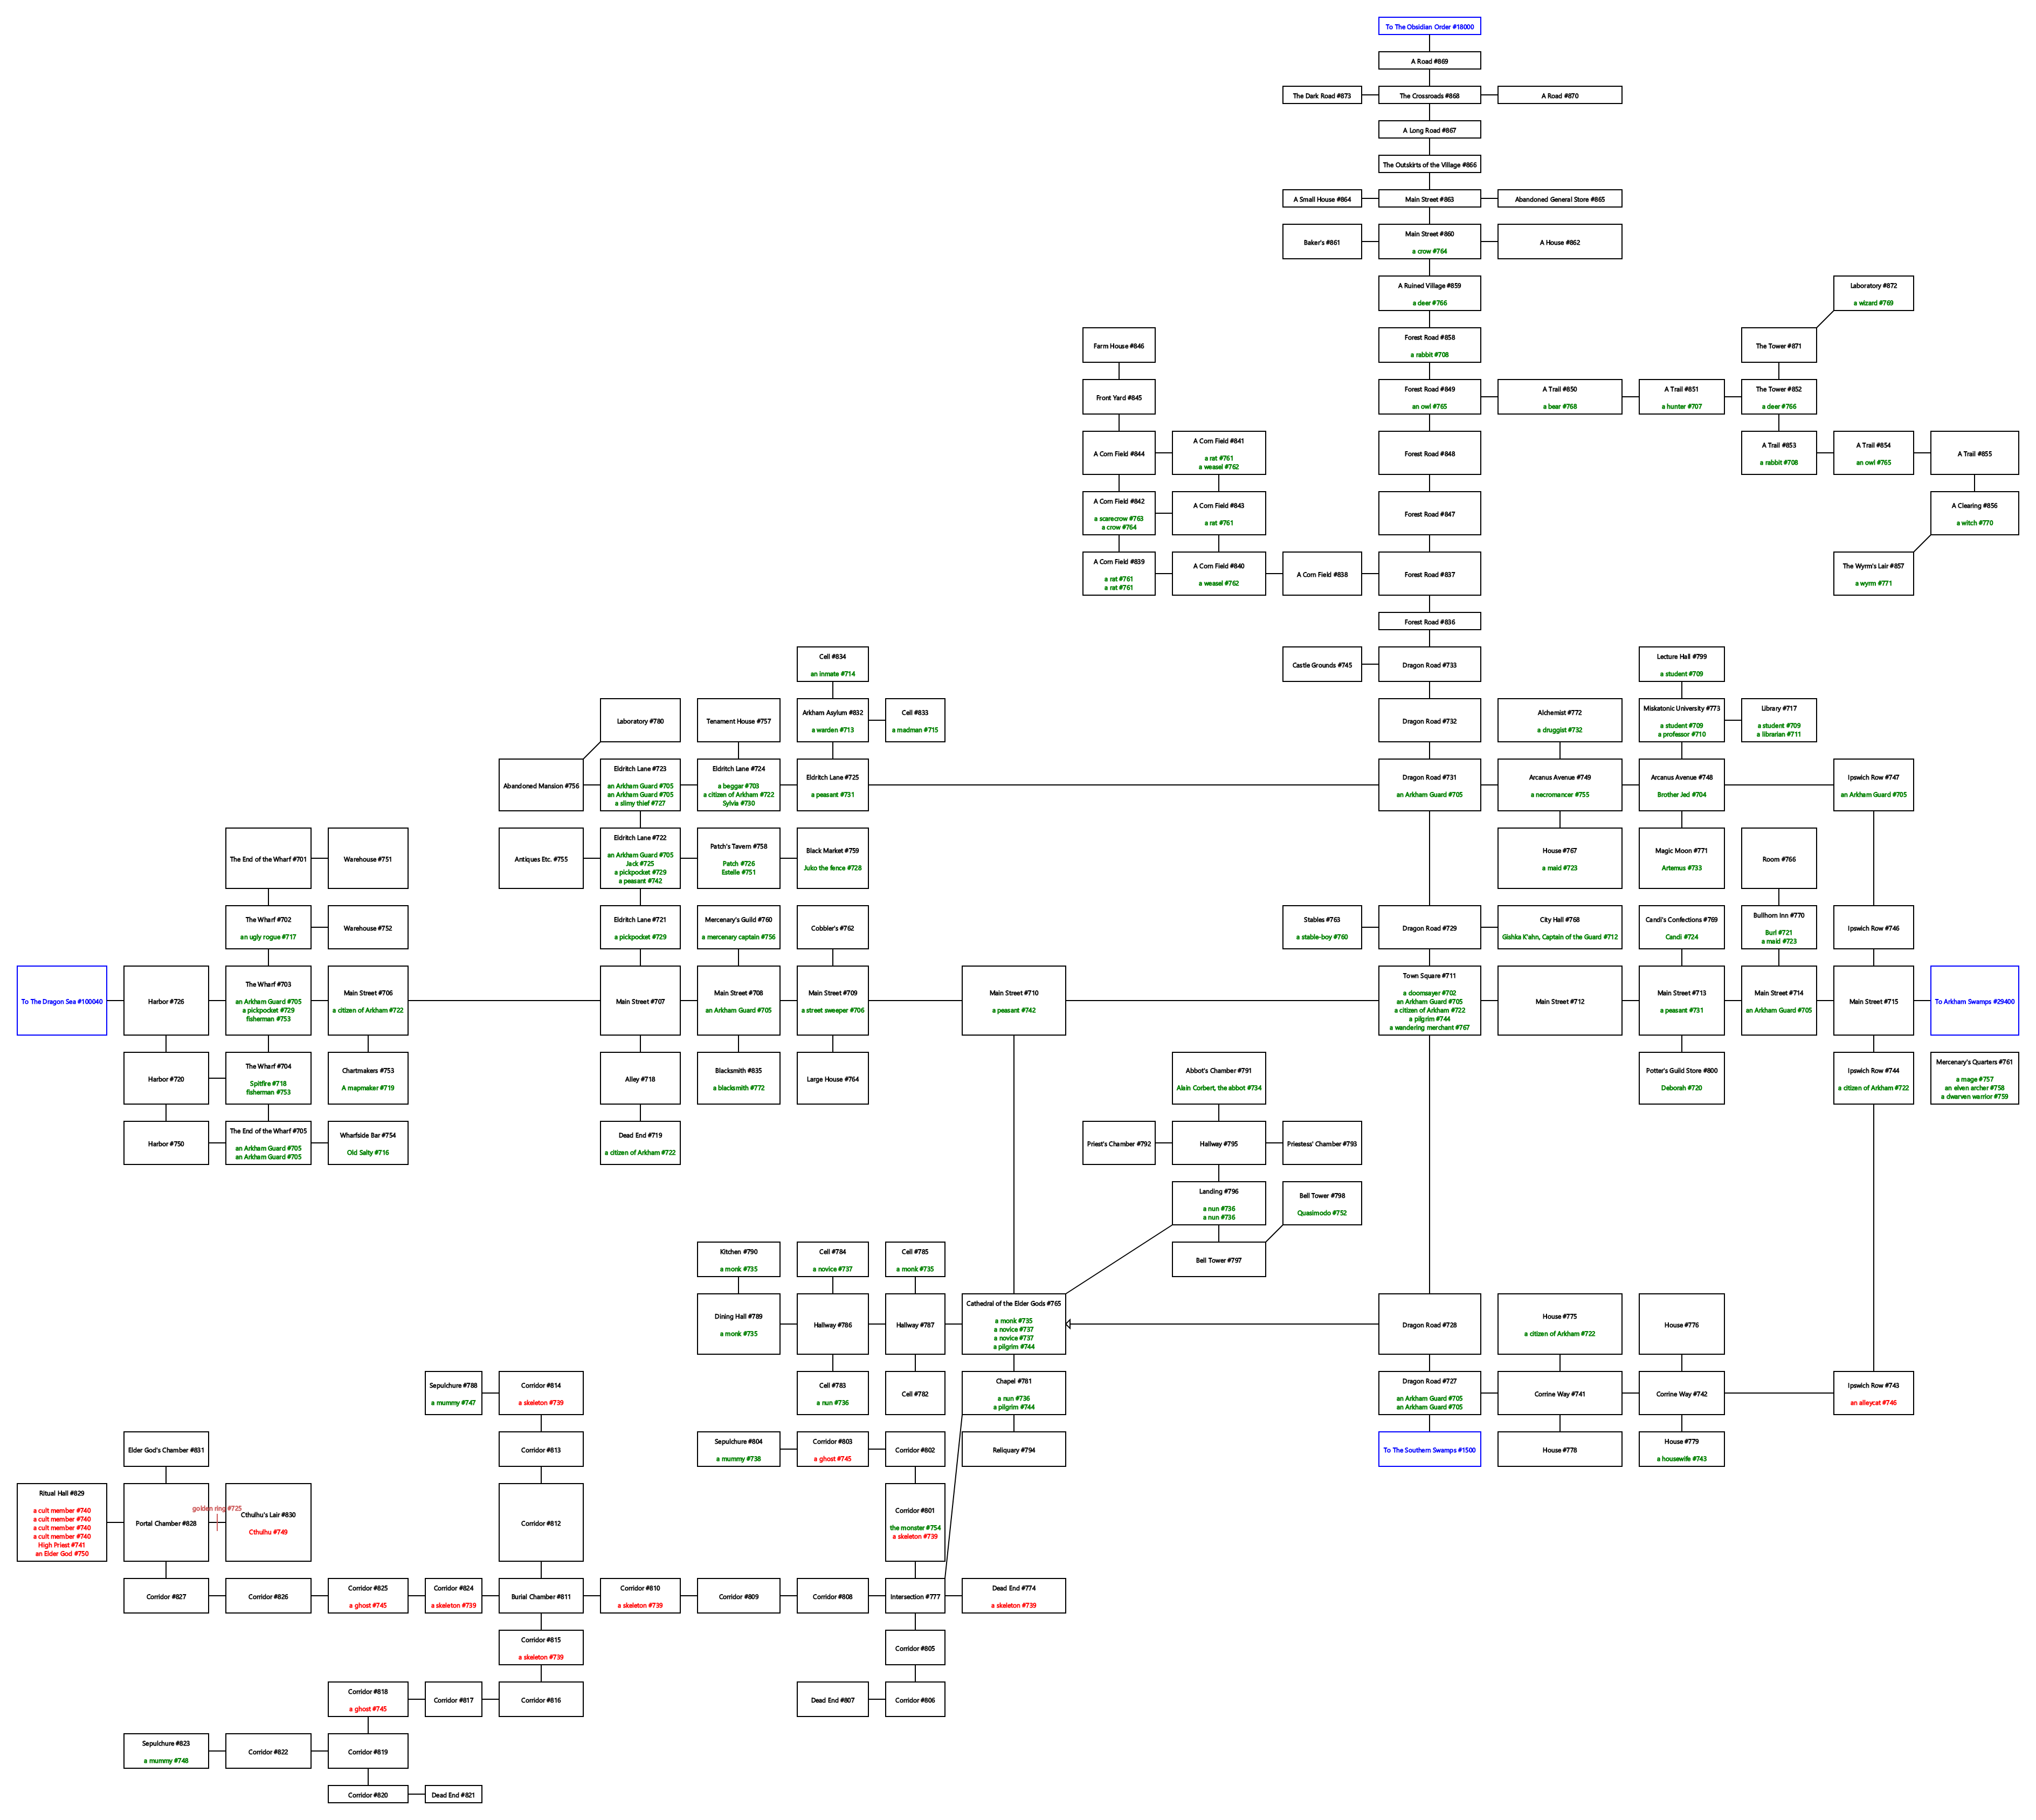 To The Obsidian Order #18000
A Road #869
The Dark Road #873
The Crossroads #868
A Road #870
A Long Road #867
The Outskirts of the Village #866
A Small House #864
Main Street #863
Abandoned General Store #865
Baker's #861
Main Street #860
a crow #764
A House #862
A Ruined Village #859
a deer #766
Laboratory #872
a wizard #769
Farm House #846
Forest Road #858
a rabbit #708
The Tower #871
Front Yard #845
Forest Road #849
an owl #765
A Trail #850
a bear #768
A Trail #851
a hunter #707
The Tower #852
a deer #766
A Corn Field #844
A Corn Field #841
a rat #761
a weasel #762
Forest Road #848
A Trail #853
a rabbit #708
A Trail #854
an owl #765
A Trail #855
A Corn Field #842
a scarecrow #763
a crow #764
A Corn Field #843
a rat #761
Forest Road #847
A Clearing #856
a witch #770
A Corn Field #839
a rat #761
a rat #761
A Corn Field #840
a weasel #762
A Corn Field #838
Forest Road #837
The Wyrm's Lair #857
a wyrm #771
Forest Road #836
Cell #834
an inmate #714
Castle Grounds #745
Dragon Road #733
Lecture Hall #799
a student #709
Laboratory #780
Tenament House #757
Arkham Asylum #832
a warden #713
Cell #833
a madman #715
Dragon Road #732
Alchemist #772
a druggist #732
Miskatonic University #773
a student #709
a professor #710
Library #717
a student #709
a librarian #711
Abandoned Mansion #756
Eldritch Lane #723
an Arkham Guard #705
an Arkham Guard #705
a slimy thief #727
Eldritch Lane #724
a beggar #703
a citizen of Arkham #722
Sylvia #730
Eldritch Lane #725
a peasant #731
Dragon Road #731
an Arkham Guard #705
Arcanus Avenue #749
a necromancer #755
Arcanus Avenue #748
Brother Jed #704
Ipswich Row #747
an Arkham Guard #705
The End of the Wharf #701
Warehouse #751
Antiques Etc. #755
Eldritch Lane #722
an Arkham Guard #705
Jack #725
a pickpocket #729
a peasant #742
Patch's Tavern #758
Patch #726
Estelle #751
Black Market #759
Juko the fence #728
House #767
a maid #723
Magic Moon #771
Artemus #733
Room #766
The Wharf #702
an ugly rogue #717
Warehouse #752
Eldritch Lane #721
a pickpocket #729
Mercenary's Guild #760
a mercenary captain #756
Cobbler's #762
Stables #763
a stable-boy #760
Dragon Road #729
City Hall #768
Gishka K'ahn, Captain of the Guard #712
Candi's Confections #769
Candi #724
Bullhorn Inn #770
Burl #721
a maid #723
Ipswich Row #746
To The Dragon Sea #100040
Harbor #726
The Wharf #703
an Arkham Guard #705
a pickpocket #729
fisherman #753
Main Street #706
a citizen of Arkham #722
Main Street #707
Main Street #708
an Arkham Guard #705
Main Street #709
a street sweeper #706
Main Street #710
a peasant #742
Town Square #711
a doomsayer #702
an Arkham Guard #705
a citizen of Arkham #722
a pilgrim #744
a wandering merchant #767
Main Street #712
Main Street #713
a peasant #731
Main Street #714
an Arkham Guard #705
Main Street #715
To Arkham Swamps #29400
Harbor #720
The Wharf #704
Spitfire #718
fisherman #753
Chartmakers #753
A mapmaker #719
Alley #718
Blacksmith #835
a blacksmith #772
Large House #764
Abbot's Chamber #791
Alain Corbert, the abbot #734
Potter's Guild Store #800
Deborah #720
Ipswich Row #744
a citizen of Arkham #722
Mercenary's Quarters #761
a mage #757
an elven archer #758
a dwarven warrior #759
Harbor #750
The End of the Wharf #705
an Arkham Guard #705
an Arkham Guard #705
Wharfside Bar #754
Old Salty #716
Dead End #719
a citizen of Arkham #722
Priest's Chamber #792
Hallway #795
Priestess' Chamber #793
Landing #796
a nun #736
a nun #736
Bell Tower #798
Quasimodo #752
Kitchen #790
a monk #735
Cell #784
a novice #737
Cell #785
a monk #735
Bell Tower #797
Dining Hall #789
a monk #735
Hallway #786
Hallway #787
Cathedral of the Elder Gods #765
a monk #735
a novice #737
a novice #737
a pilgrim #744
Dragon Road #728
House #775
a citizen of Arkham #722
House #776
Sepulchure #788
a mummy #747
Corridor #814
a skeleton #739
Cell #783
a nun #736
Cell #782
Chapel #781
a nun #736
a pilgrim #744
Dragon Road #727
an Arkham Guard #705
an Arkham Guard #705
Corrine Way #741
Corrine Way #742
Ipswich Row #743
an alleycat #746
Elder God's Chamber #831
Corridor #813
Sepulchure #804
a mummy #738
Corridor #803
a ghost #745
Corridor #802
Reliquary #794
To The Southern Swamps #1500
House #778
House #779
a housewife #743
Ritual Hall #829
a cult member #740
a cult member #740
a cult member #740
a cult member #740
High Priest #741
an Elder God #750
Portal Chamber #828
golden ring #725
Cthulhu's Lair #830
Cthulhu #749
Corridor #812
Corridor #801
the monster #754
a skeleton #739
Corridor #827
Corridor #826
Corridor #825
a ghost #745
Corridor #824
a skeleton #739
Burial Chamber #811
Corridor #810
a skeleton #739
Corridor #809
Corridor #808
Intersection #777
Dead End #774
a skeleton #739
Corridor #815
a skeleton #739
Corridor #805
Corridor #818
a ghost #745
Corridor #817
Corridor #816
Dead End #807
Corridor #806
Sepulchure #823
a mummy #748
Corridor #822
Corridor #819
Corridor #820
Dead End #821